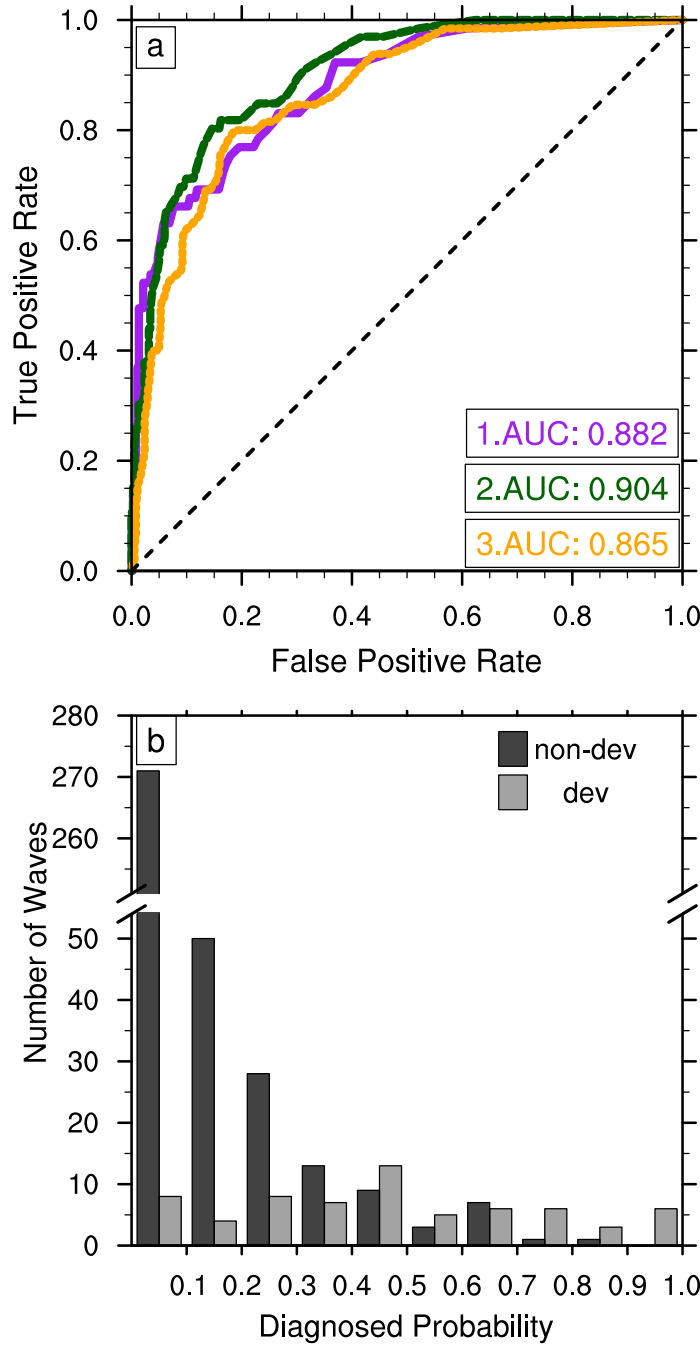 a
1.0
0.8
0.6
0.4
0.2
0.0
True Positive Rate
1.AUC: 0.882
2.AUC: 0.904
3.AUC: 0.865
0.0 0.2 0.4 0.6 0.8 1.0
False Positive Rate
b
280
270
260
50
40
30
20
10
0
Number of Waves
non-dev
dev
0.1 0.2 0.3 0.4 0.5 0.6 0.7 0.8 0.9 1.0
Diagnosed Probability